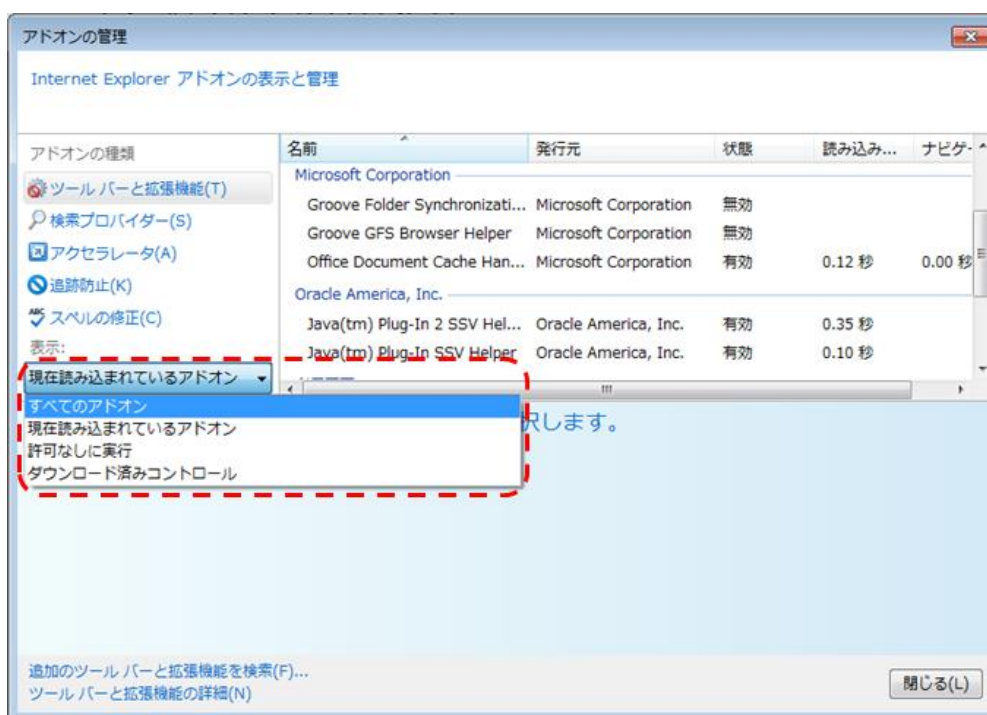 アドオンの管理
Internet Explorer アドオンの表示と管理
アドオンの種類
ツール バーと拡張機能(T)
検索プロバイダー(S)
アクセラレータ(A)
追跡防止(K)
スペルの修正(C)
表示:
現在読み込まれているアドオン
すべてのアドオン
現在読み込まれているアドオン
許可なしに実行
ダウンロード済みコントロール
名前 発行元 状態 読み込み... ナビゲ-
Microsoft Corporation
Groove Folder Synchronizati... Microsoft Corporation 無効
Groove GFS Browser Helper Microsoft Corporation 無効
Office Document Cache Han... Microsoft Corporation 有効 0.12 秒 0.00 秒
Oracle America, Inc.
Java(tm) Plug-In 2 SSV Hel... Oracle America, Inc. 有効 0.35 秒
Java(tm) Plug-In SSV Helper Oracle America, Inc. 有効 0.10 秒
択します。
追加のツール バーと拡張機能を検索(F)...
ツール バーと拡張機能の詳細(N)
閉じる(L)